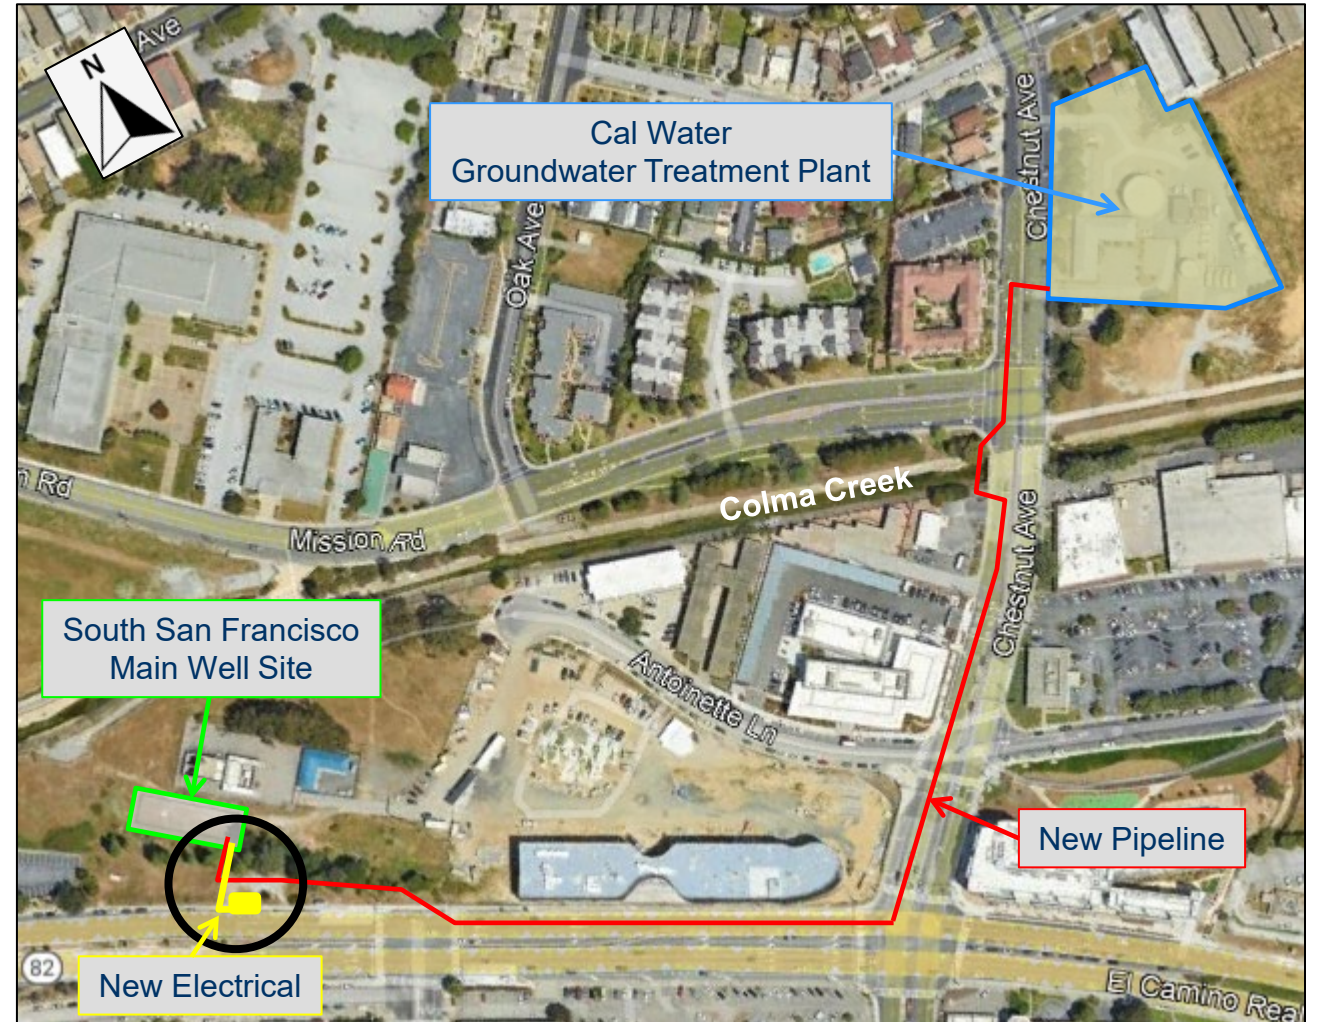 Ave
N
Cal Water
Groundwater Treatment Plant
Chestnut Ave
Oak Ave
Colma Creek
n Rd
Mission Rd
Chestnut Ave
South San Francisco
Main Well Site
Antoinette Ln
New Pipeline
82
New Electrical
El Camino Real